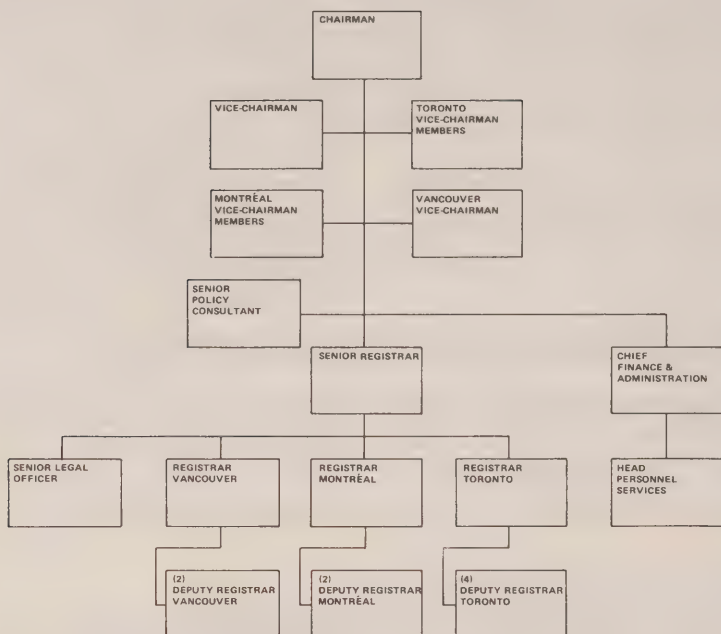 CHAIRMAN
VICE-CHAIRMAN
TORONTO
VICE-CHAIRMAN
MEMBERS
MONTRÉAL
VICE-CHAIRMAN
MEMBERS
VANCOUVER
VICE-CHAIRMAN
SENIOR
POLICY
CONSULTANT
SENIOR REGISTRAR
CHIEF
FINANCE &
ADMINISTRATION
SENIOR LEGAL
OFFICER
REGISTRAR
VANCOUVER
REGISTRAR
MONTRÉAL
REGISTRAR
TORONTO
HEAD
PERSONNEL
SERVICES
(2)
DEPUTY REGISTRAR
VANCOUVER
(2)
DEPUTY REGISTRAR
MONTRÉAL
(4)
DEPUTY REGISTRAR
TORONTO